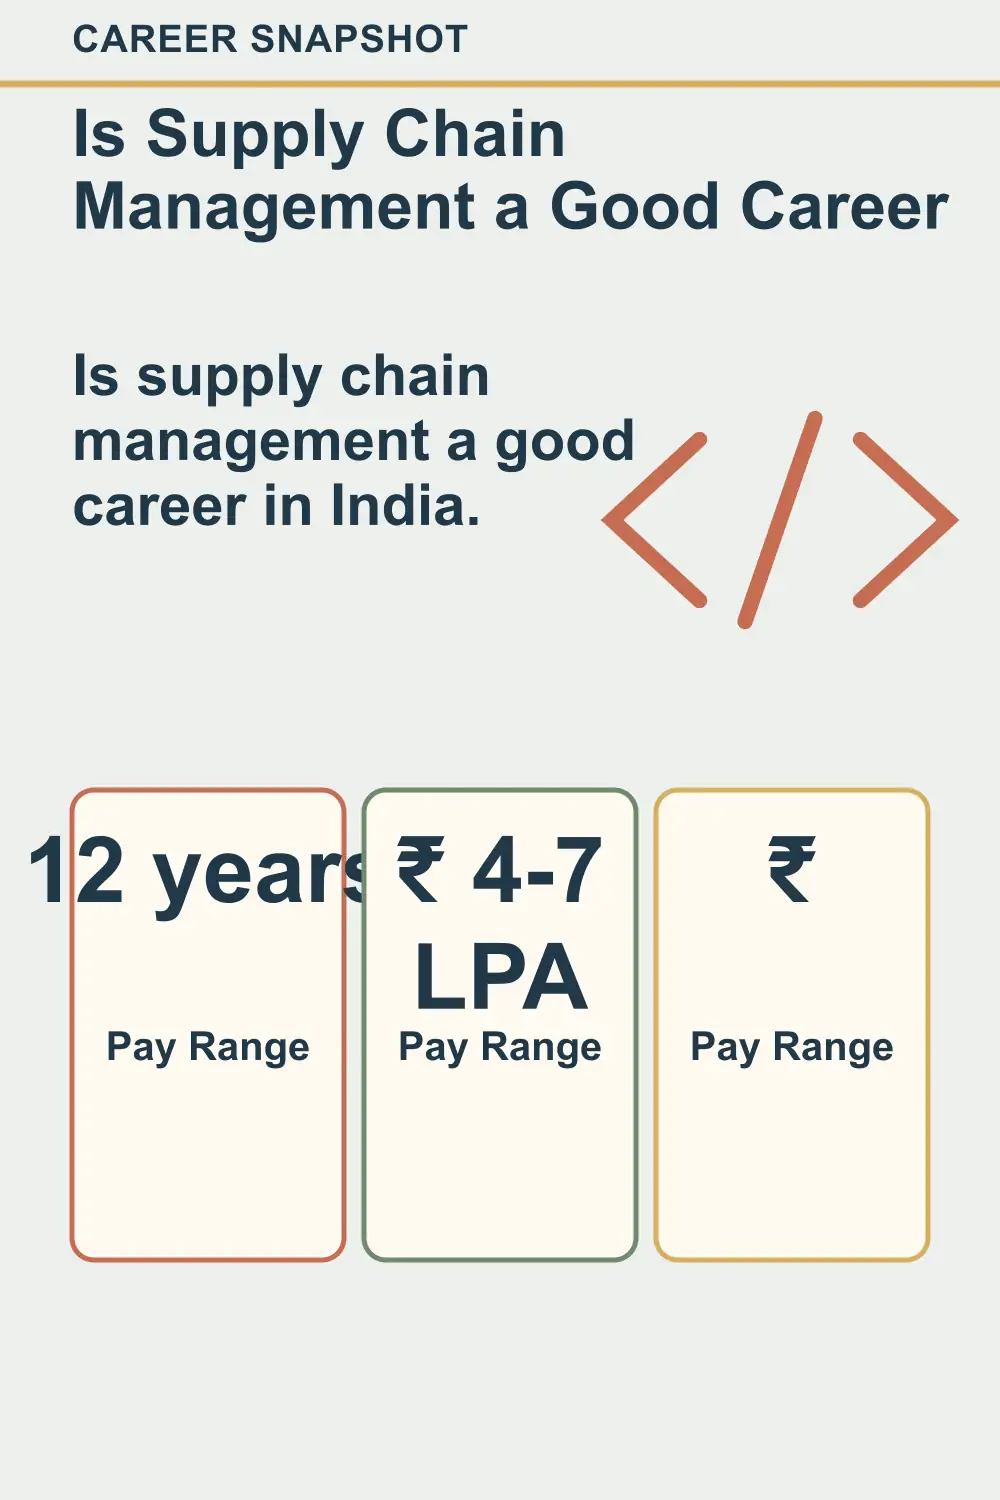 CAREER SNAPSHOT
Is Supply Chain
Management a Good Career
Is supply chain
management a good
career in India.
</>
12 years
₹ 4-7
LPA
₹
Pay Range
Pay Range
Pay Range